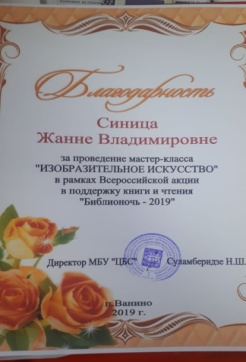 Благодарность
Синица
Жанне Владимировне
за проведение мастер-класса
"ИЗОБРАЗИТЕЛЬНОЕ ИСКУССТВО"
в рамках Всероссийской акции
в поддержку книги и чтения
"Библионочь - 2019"
Директор МБУ "ЦБС" Суламберидзе Н.Ш.
п.Ванино
2019 г.